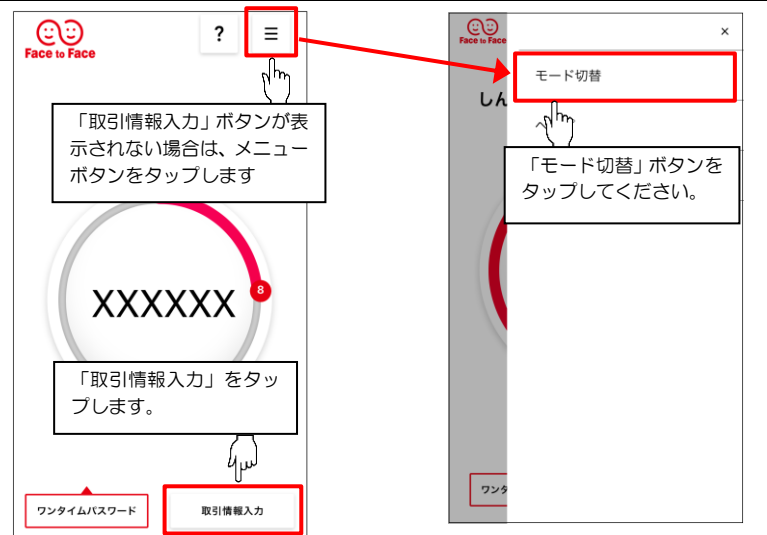 Face to Face
?
「取引情報入力」ボタンが表
示されない場合は、メニュー
ボタンをタップします
XXXXXX
8
「取引情報入力」をタッ
プします。
ワンタイムパスワード
取引情報入力
Face to Face
×
モード切替
しん
ヘ
「モード切替」ボタンを
タップしてください。
ワンタ